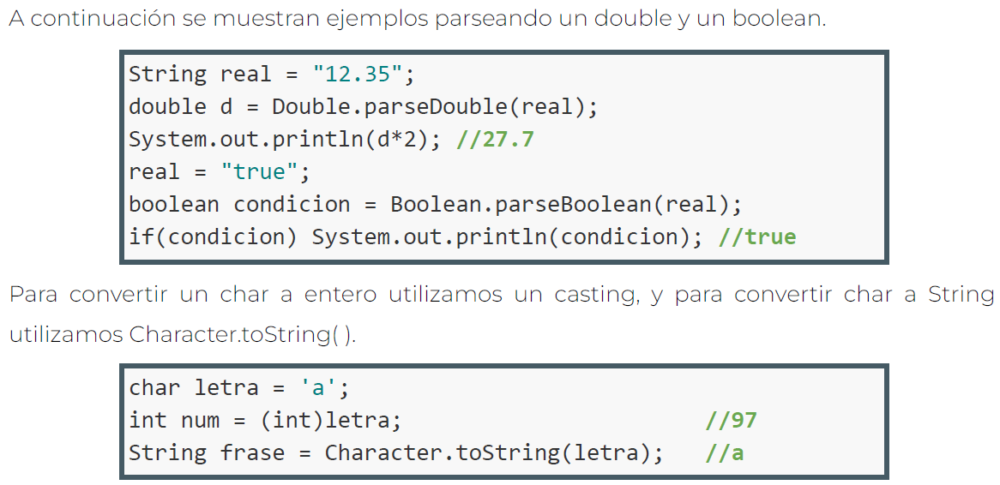 A continuación se muestran ejemplos parseando un double y un boolean.
String real = "12.35";
double d = Double.parseDouble(real);
System.out.println(d*2); //27.7
real = "true";
boolean condicion = Boolean.parseBoolean(real);
if(condicion) System.out.println(condicion); //true
Para convertir un char a entero utilizamos un casting, y para convertir char a String
utilizamos Character.toString( ).
char letra = 'a';
int num = (int)letra; //97
String frase = Character.toString(letra); //a